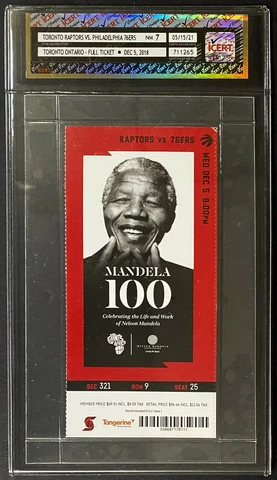 TORONTO RAPTORS VS. PHILADELPHIA 76ERS NM 7 05/15/21
TORONTO ONTARIO - FULL TICKET ● DEC 5, 2018 711265
ICERT
RAPTORS VS 76ERS
WED DEC 5 8:00PM
MANDELA
100
Celebrating the Life and Work
of Nelson Mandela
NELSON MANDELA
SEC 321 ROW 9 SEAT 25
Tangerine